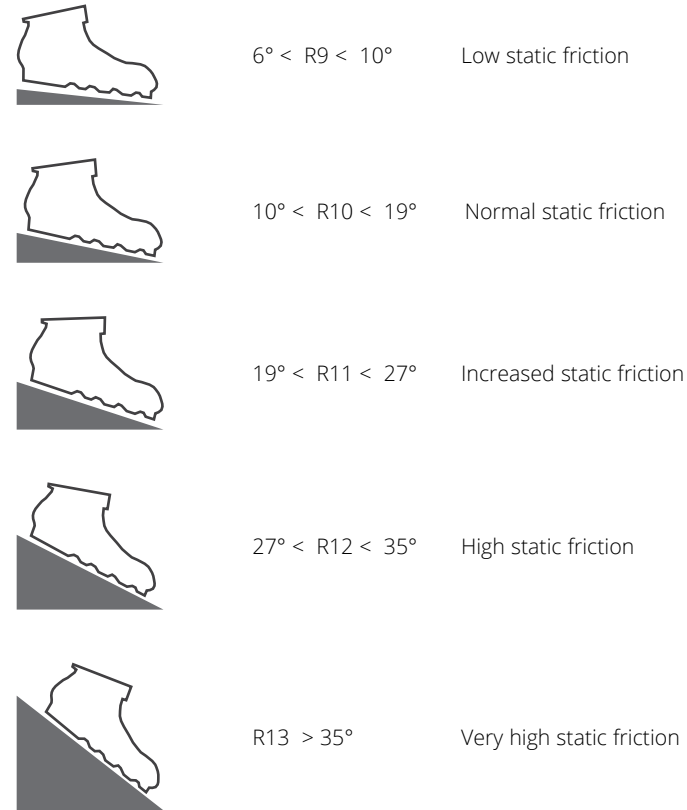 6° < R9 < 10° Low static friction
10° < R10 < 19° Normal static friction
19° < R11 < 27° Increased static friction
27° < R12 < 35° High static friction
R13 > 35° Very high static friction